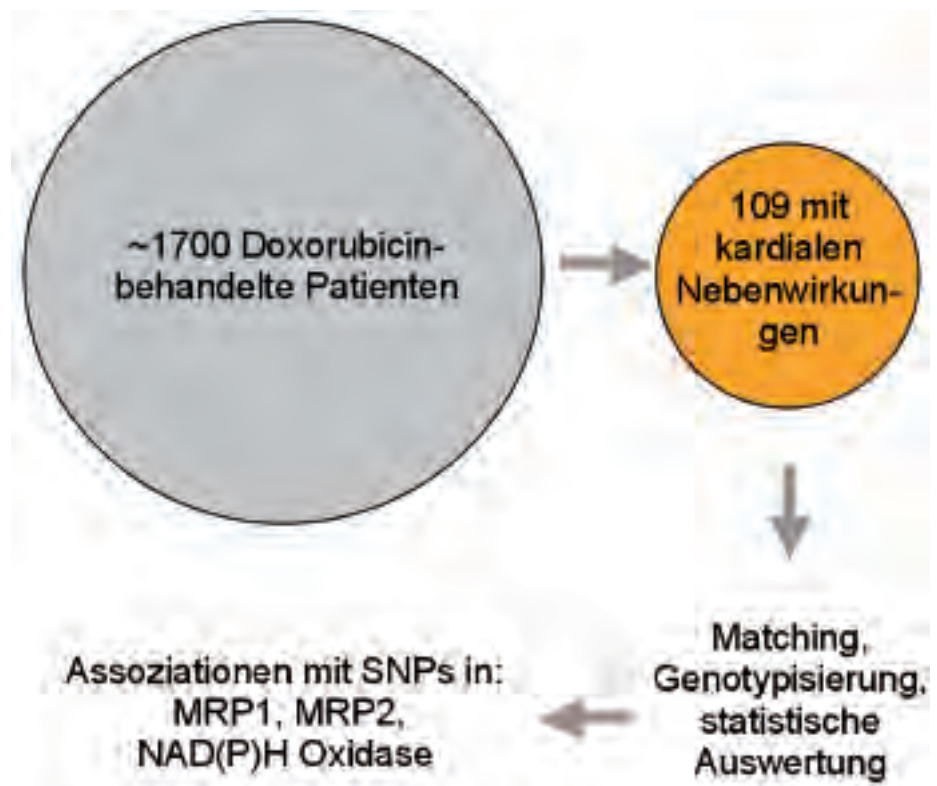 ~1700 Doxorubicin-
behandelte Patienten
109 mit
kardialen
Nebenwirkun-
gen
Matching,
Genotypisierung,
statistische
Auswertung
Assoziationen mit SNPs in:
MRP1, MRP2,
NAD(P)H Oxidase